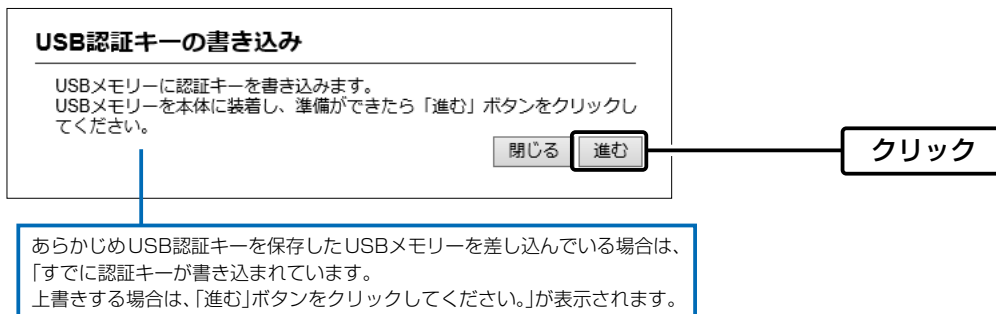 USB認証キーの書き込み
USBメモリーに認証キーを書き込みます。
USBメモリーを本体に装着し、準備ができたら「進む」ボタンをクリックし
てください。
閉じる 進む
クリック
あらかじめUSB認証キーを保存したUSBメモリーを差し込んでいる場合は、
「すでに認証キーが書き込まれています。
上書きする場合は、「進む」ボタンをクリックしてください。」が表示されます。